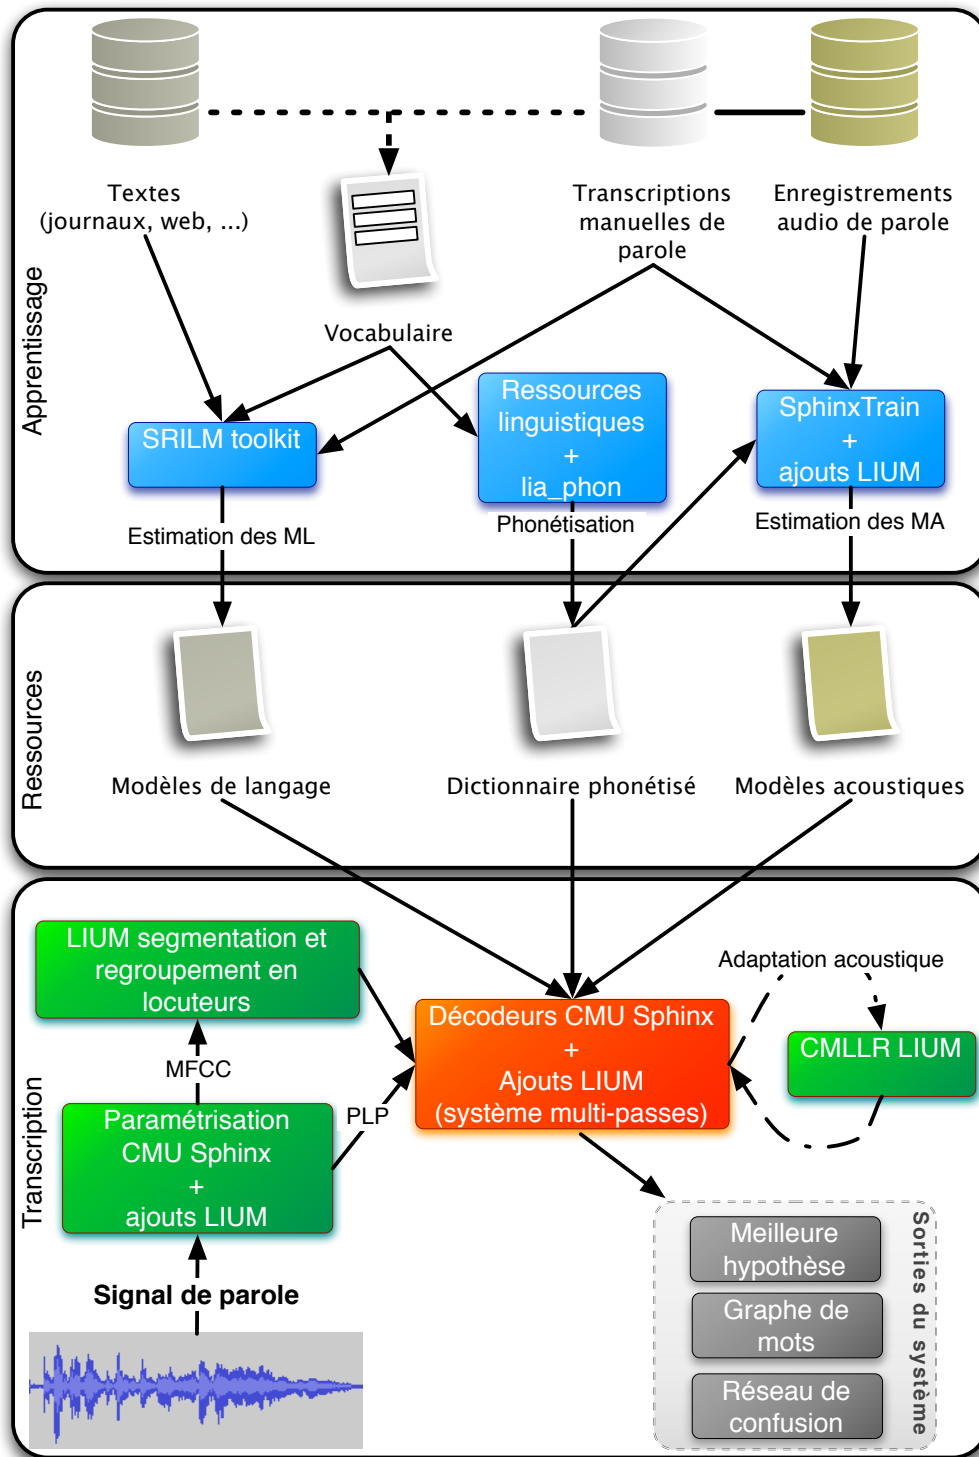 Apprentissage
Textes
(journaux, web, ...)
Transcriptions
manuelles de
parole
Enregistrements
audio de parole
Vocabulaire
SRILM toolkit
Ressources
linguistiques
+
lia_phon
SphinxTrain
+
ajouts LIUM
Estimation des ML
Phonétisation
Estimation des MA
Ressources
Modèles de langage
Dictionnaire phonétisé
Modèles acoustiques
Transcription
LIUM segmentation et
regroupement en
locuteurs
MFCC
Paramétrisation
CMU Sphinx
+
ajouts LIUM
PLP
Signal de parole
Décodeurs CMU Sphinx
+
Ajouts LIUM
(système multi-passes)
Adaptation acoustique
CMLLR LIUM
Sorties du système
Meilleure
hypothèse
Graphe de
mots
Réseau de
confusion